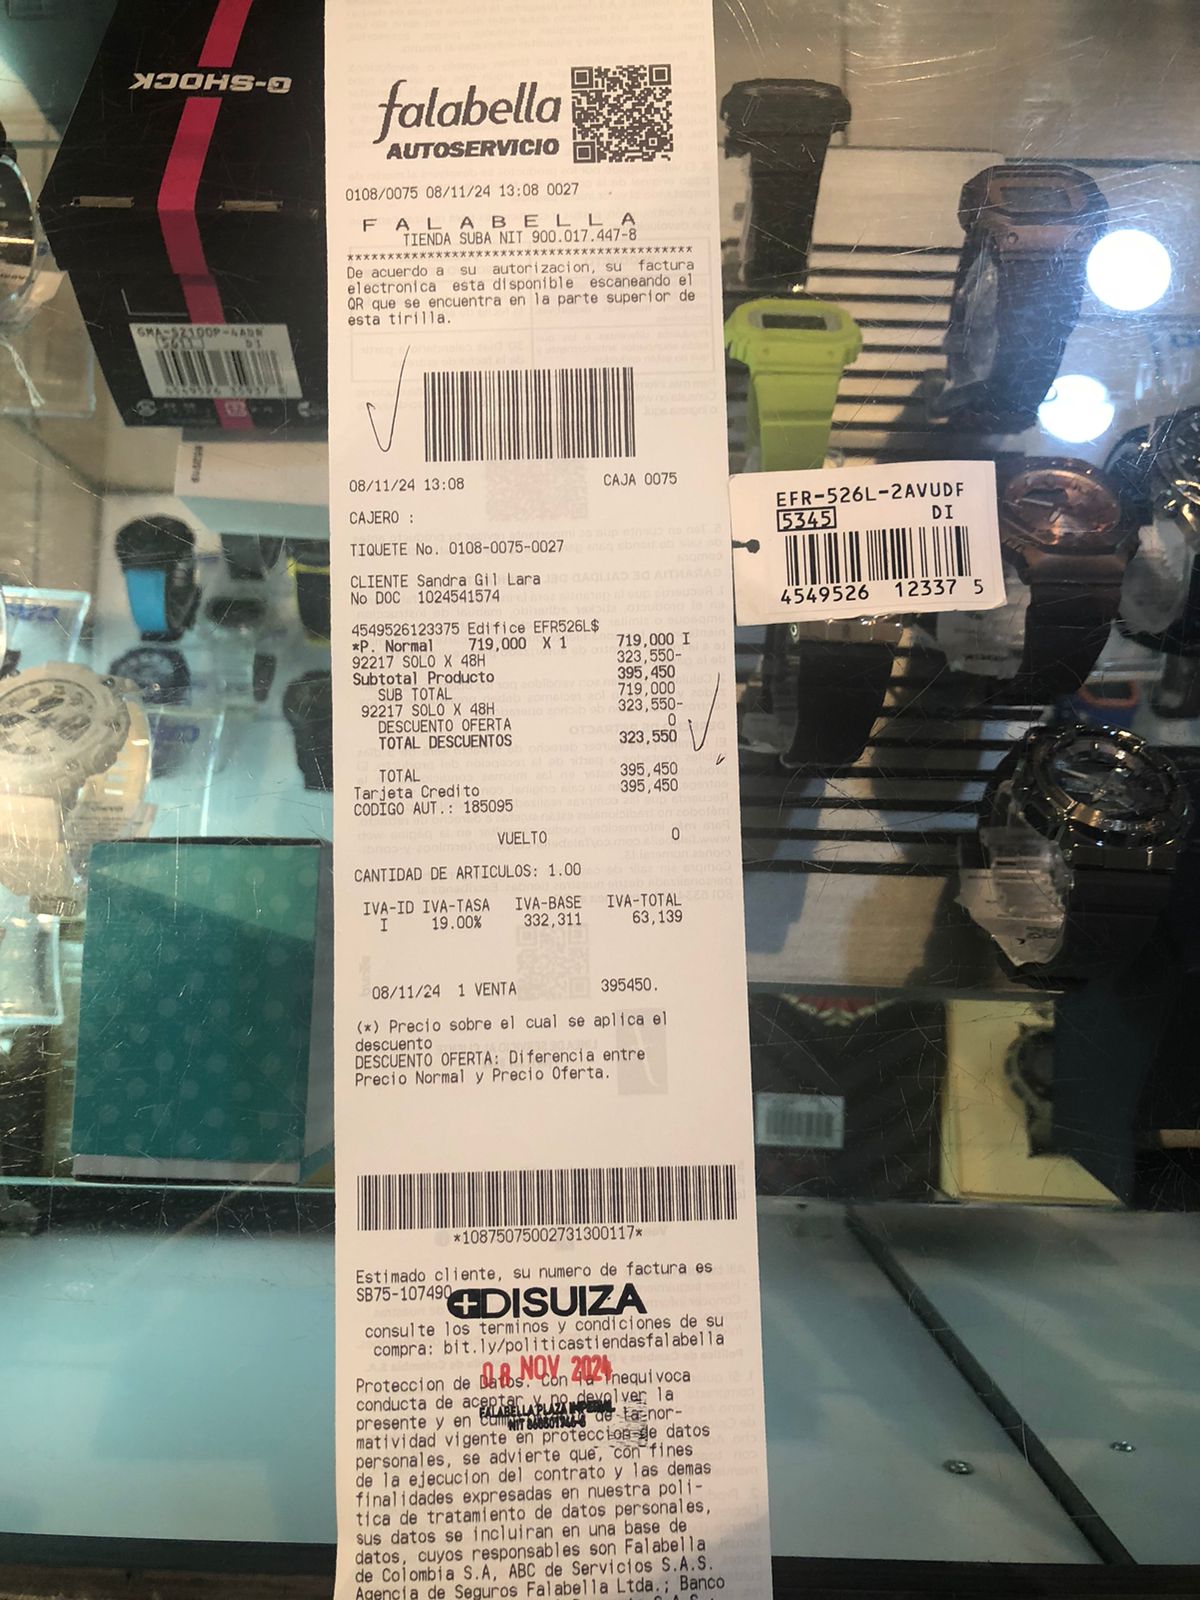 G-SHOCK
GMA-S2100P-4ADR
DI
falabella
AUTOSERVICIO
0108/0075 08/11/24 13:08 0027
FALABELLA
TIENDA SUBA NIT 900.017.447-8
De acuerdo a su autorizacion, su factura
electronica esta disponible escaneando el
QR que se encuentra en la parte superior de
esta tirilla.
08/11/24 13:08 CAJA 0075
CAJERO :
TIQUETE No. 0108-0075-0027
CLIENTE Sandra Gil Lara
No DOC 1024541574
4549526123375 Edifice EFR526L$
*P. Normal 719,000 X 1 719,000 I
92217 SOLO X 48H 323,550-
Subtotal Producto 395,450
SUB TOTAL 719,000
92217 SOLO X 48H 323,550-
DESCUENTO OFERTA 0
TOTAL DESCUENTOS 323,550
TOTAL 395,450
Tarjeta Credito 395,450
CODIGO AUT.: 185095
VUELTO 0
CANTIDAD DE ARTICULOS: 1.00
IVA-ID IVA-TASA IVA-BASE IVA-TOTAL
I 19.00% 332,311 63,139
08/11/24 1 VENTA 395450.
(*) Precio sobre el cual se aplica el
descuento
DESCUENTO OFERTA: Diferencia entre
Precio Normal y Precio Oferta.
*10875075002731300117*
Estimado cliente, su numero de factura es
SB75-107490
DISUIZA
consulte los terminos y condiciones de su
compra: bit.ly/politicastiendasfalabella
08 NOV 2024
Proteccion de Datos. Con la inequivoca
conducta de aceptar y no devolver la
FALABELLA PLAZA IMPERIAL
presente y en de la nor-
matividad vigente en proteccion de datos
personales, se advierte que, con fines
de la ejecucion del contrato y las demas
finalidades expresadas en nuestra poli-
tica de tratamiento de datos personales,
sus datos se incluiran en una base de
datos, cuyos responsables son Falabella
de Colombia S.A, ABC de Servicios S.A.S.
Agencia de Seguros Falabella Ltda.; Banco
EFR-526L-2AVUDF
5345 DI
4549526 12337 5